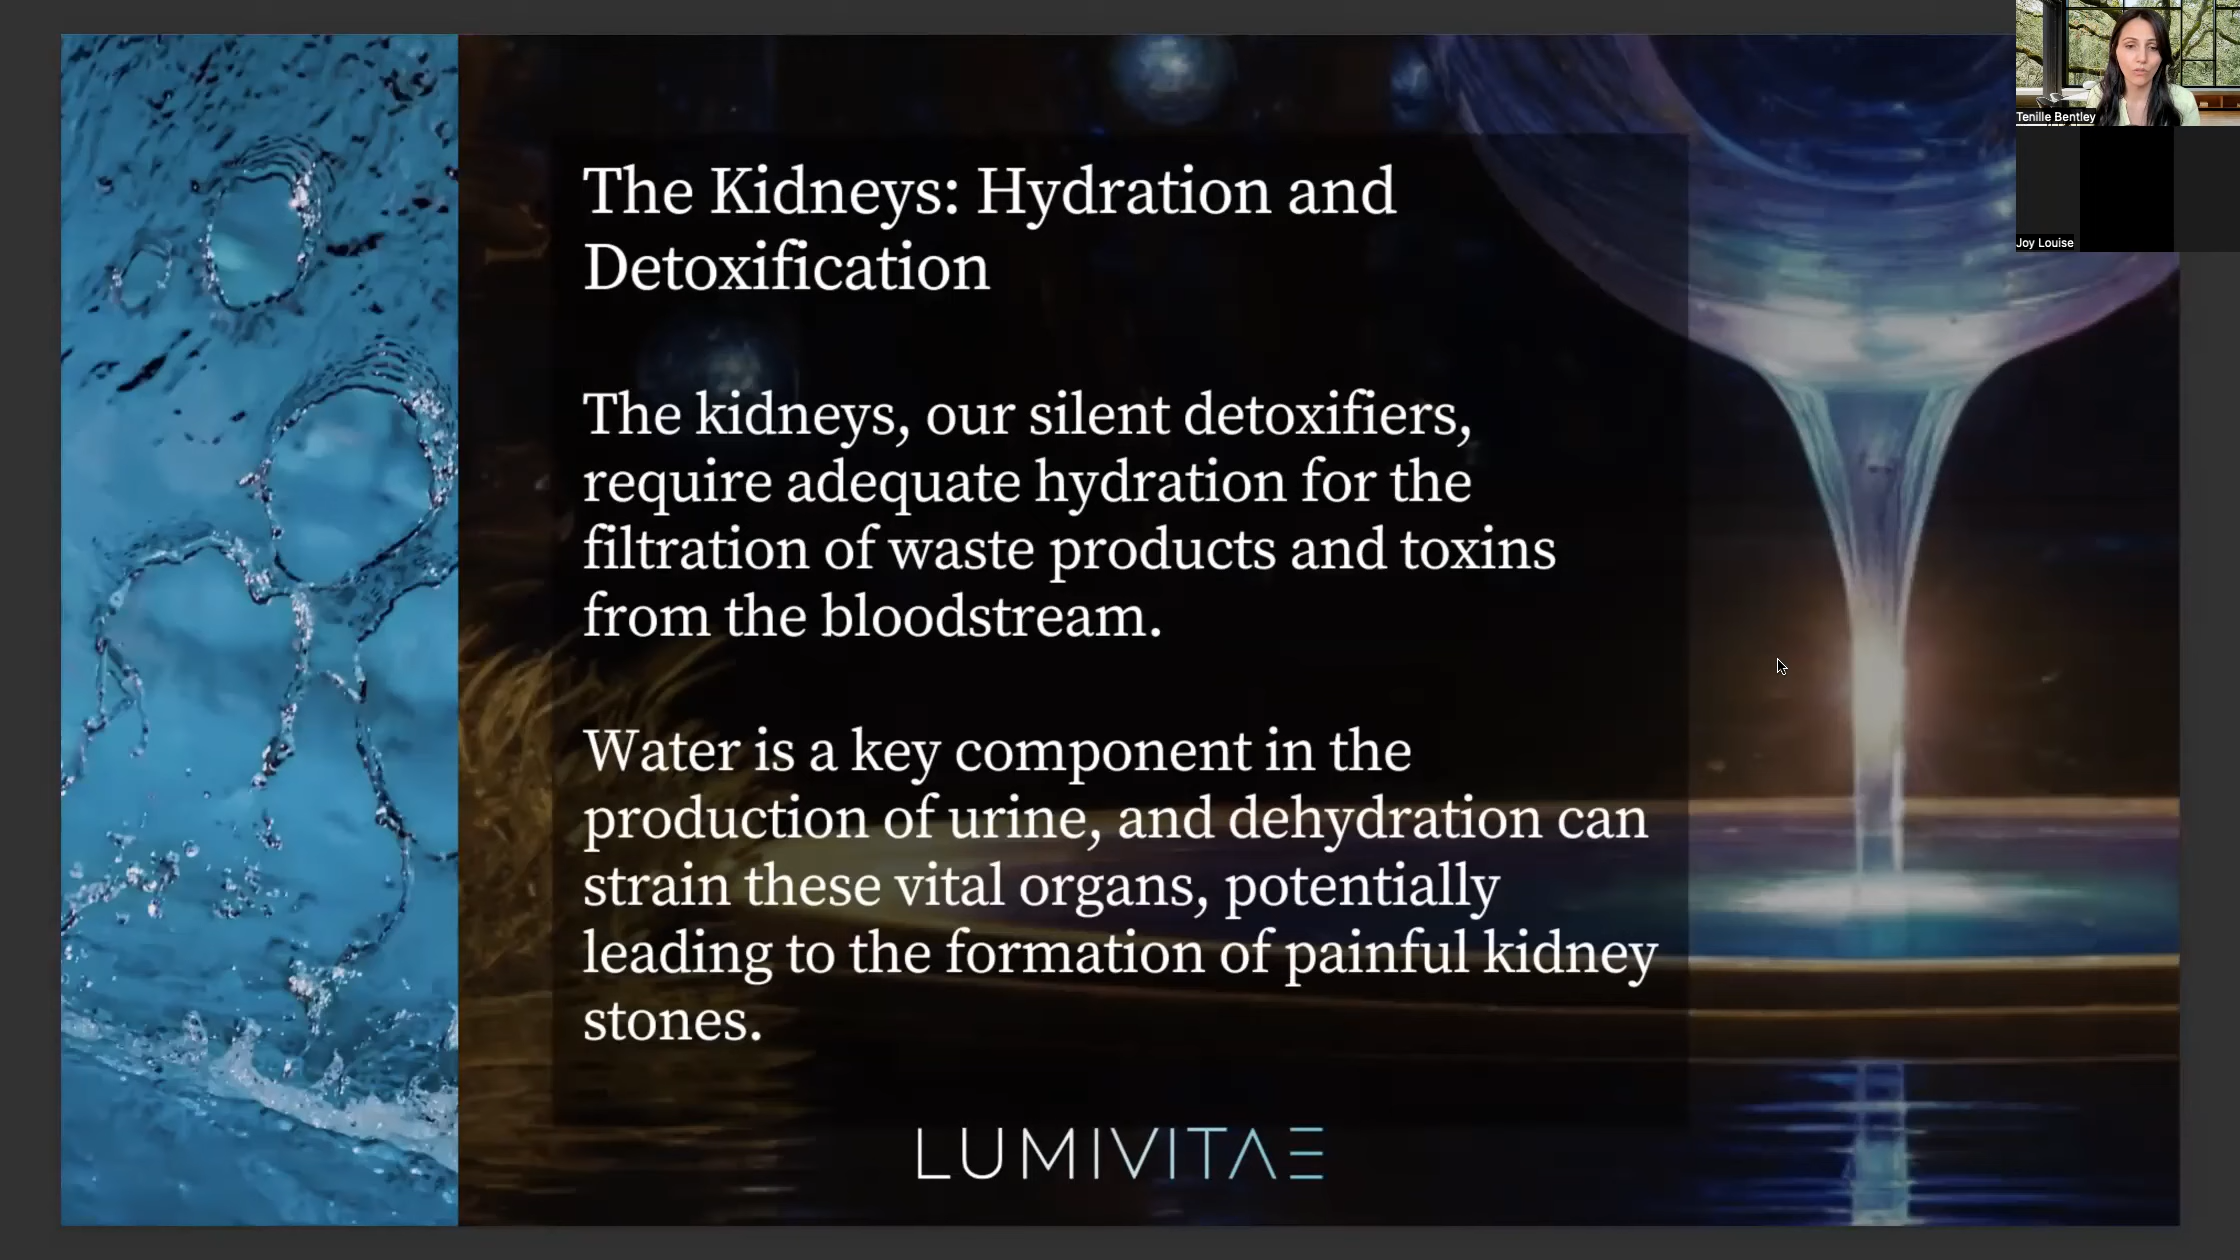 The Kidneys: Hydration and
Detoxification
The kidneys, our silent detoxifiers,
require adequate hydration for the
filtration of waste products and toxins
from the bloodstream.
Water is a key component in the
production of urine, and dehydration can
strain these vital organs, potentially
leading to the formation of painful kidney
stones.
LUMIVITAE
Tenille Bentley
Joy Louise